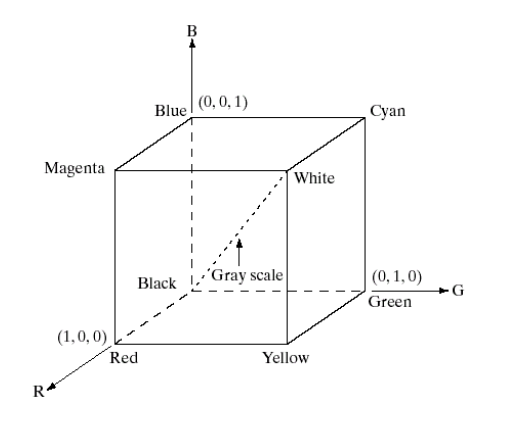 B
Blue (0, 0, 1)
Cyan
Magenta
White
Black
Gray scale
(0, 1, 0)
G
Green
(1, 0, 0)
Red
Yellow
R